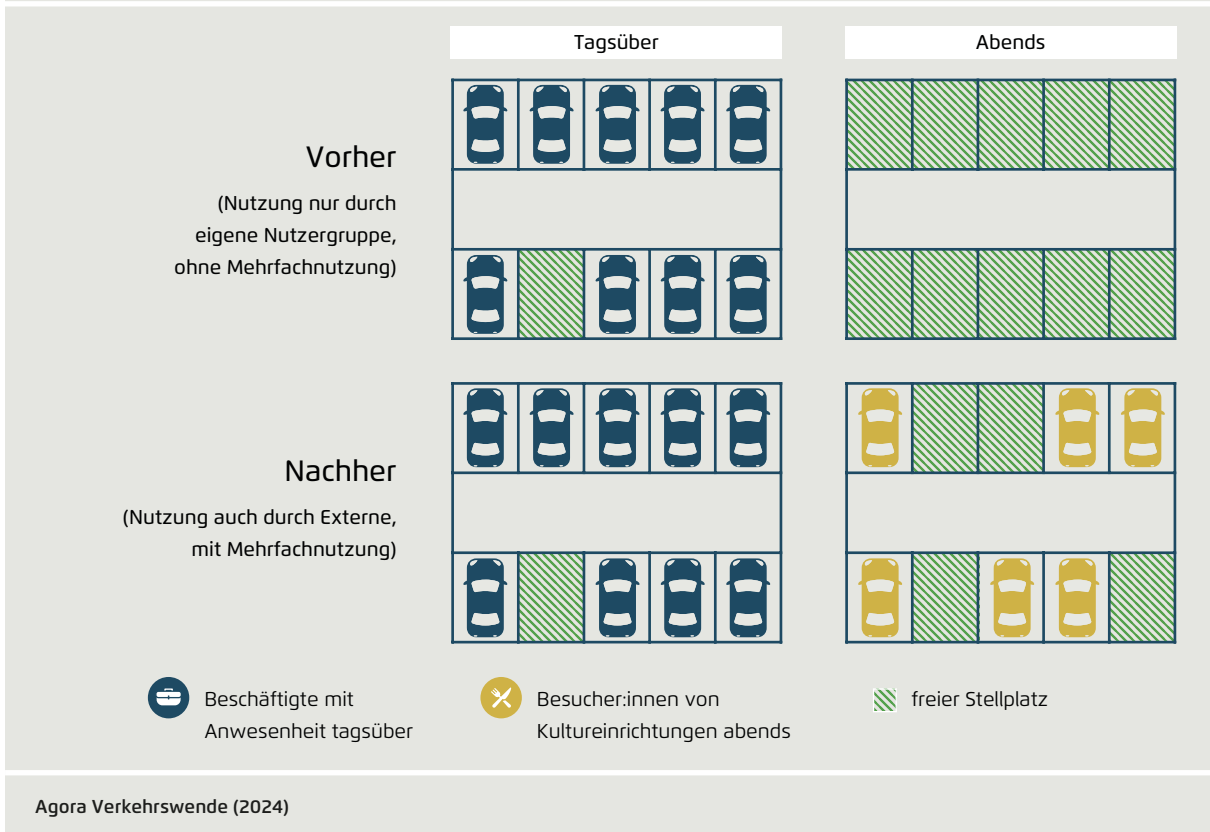 Tagsüber
Abends
Vorher
(Nutzung nur durch
eigene Nutzergruppe,
ohne Mehrfachnutzung)
Nachher
(Nutzung auch durch Externe,
mit Mehrfachnutzung)
Beschäftigte mit
Anwesenheit tagsüber
Besucher:innen von
Kultureinrichtungen abends
freier Stellplatz
Agora Verkehrswende (2024)